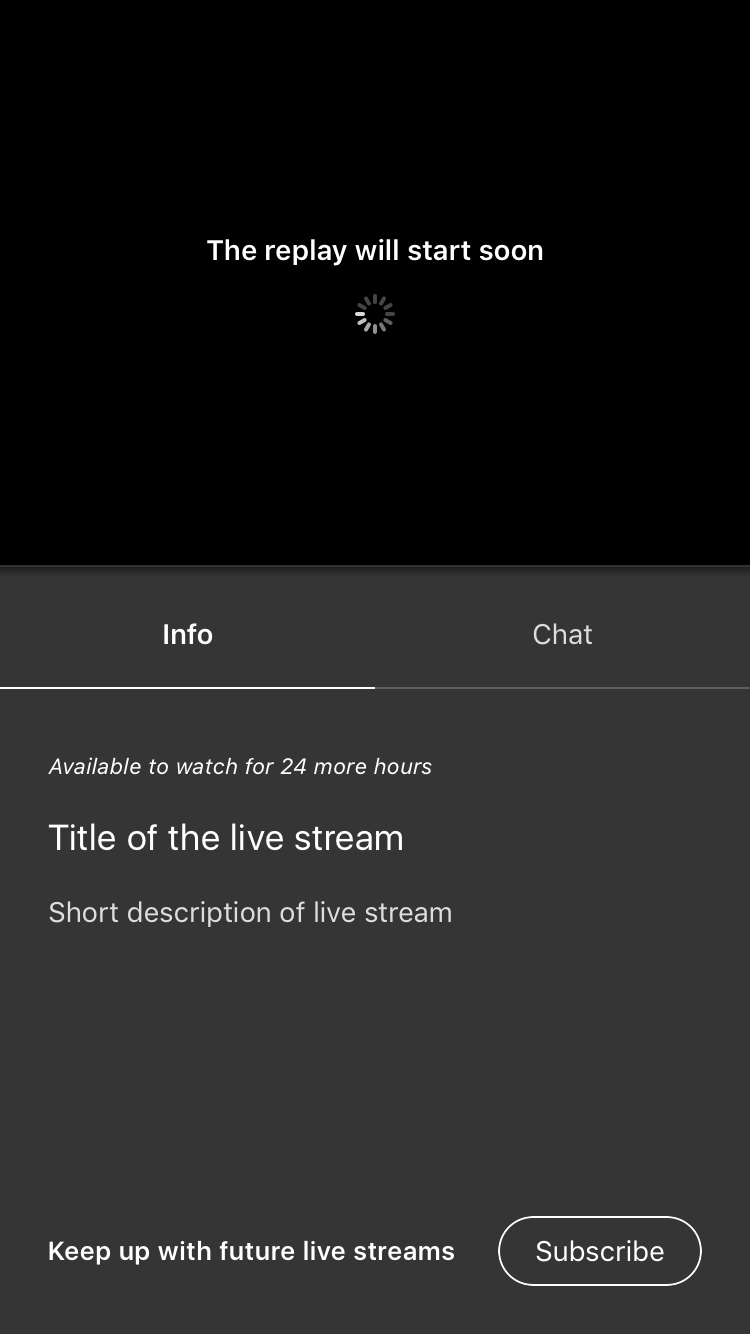 The replay will start soon
Info
Chat
Available to watch for 24 more hours
Title of the live stream
Short description of live stream
Keep up with future live streams
Subscribe